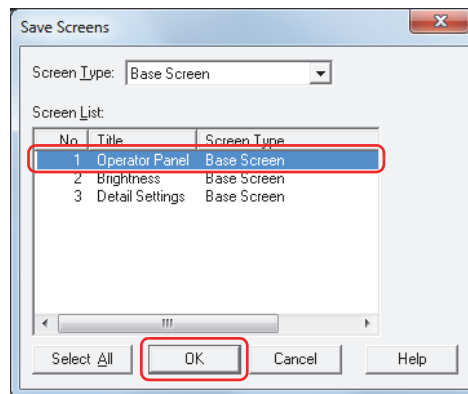 Save Screens
Screen Type: Base Screen
Screen List:
No. Title Screen Type
1 Operator Panel Base Screen
2 Brightness Base Screen
3 Detail Settings Base Screen
Select All OK Cancel Help